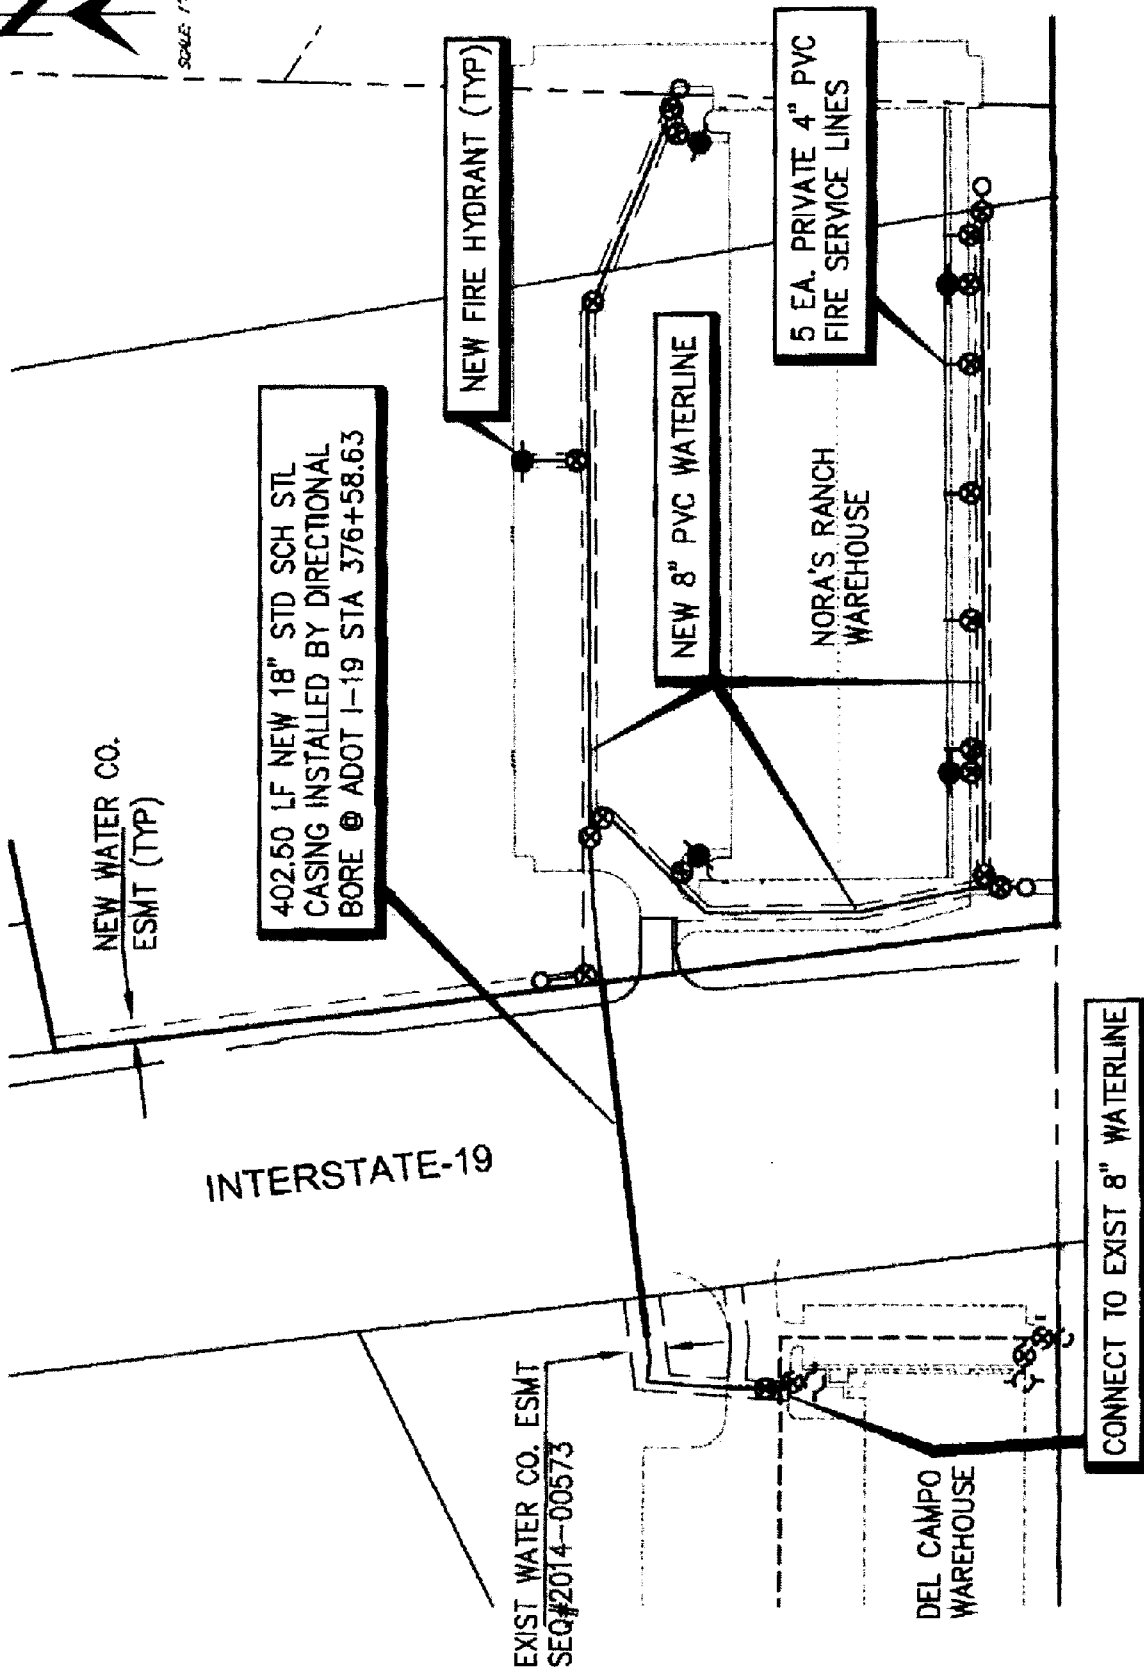 SCALE: 1"
NEW FIRE HYDRANT (TYP)
5 EA. PRIVATE 4" PVC
FIRE SERVICE LINES
402.50 LF NEW 18" STD SCH STL
CASING INSTALLED BY DIRECTIONAL
BORE @ ADOT I-19 STA 376+58.63
NEW 8" PVC WATERLINE
NORA'S RANCH
WAREHOUSE
NEW WATER CO.
ESMT (TYP)
INTERSTATE-19
EXIST WATER CO. ESMT
SEQ#2014-00573
DEL CAMPO
WAREHOUSE
CONNECT TO EXIST 8" WATERLINE